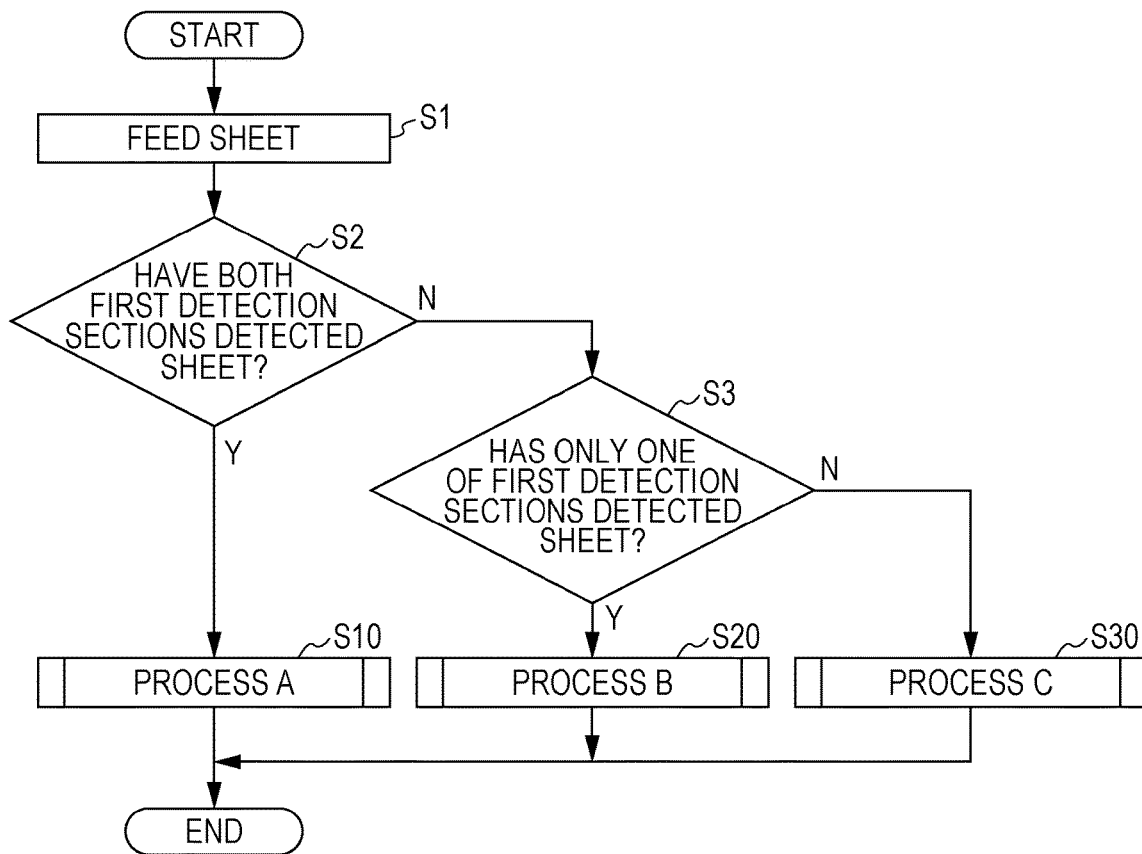 START
FEED SHEET
S1
S2
HAVE BOTH
FIRST DETECTION
SECTIONS DETECTED
SHEET?
N
Y
S3
HAS ONLY ONE
OF FIRST DETECTION
SECTIONS DETECTED
SHEET?
N
Y
S10
PROCESS A
S20
PROCESS B
S30
PROCESS C
END